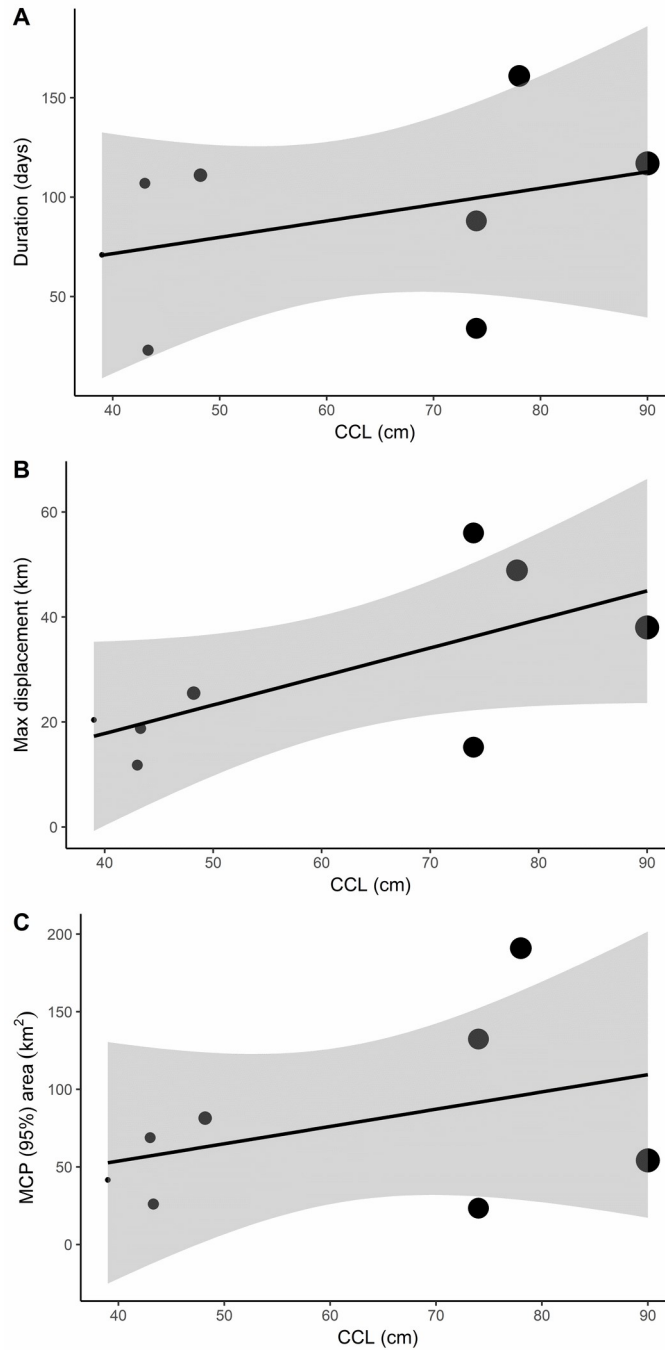 A
Duration (days)
150
100
50
40 50 60 70 80 90
CCL (cm)
B
Max displacement (km)
60
40
20
0
40 50 60 70 80 90
CCL (cm)
C
MCP (95%) area (km²)
200
150
100
50
0
40 50 60 70 80 90
CCL (cm)